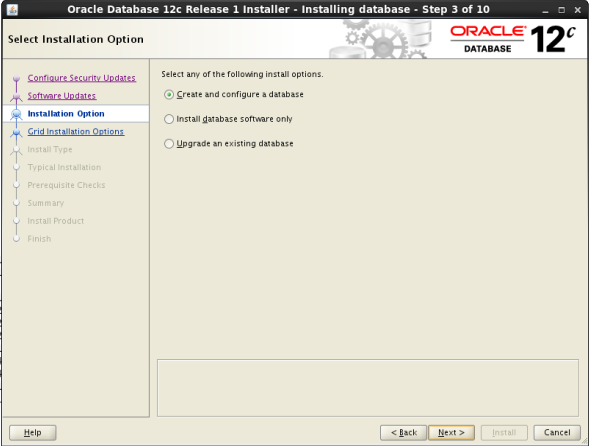 Oracle Database 12c Release 1 Installer - Installing database - Step 3 of 10
Select Installation Option
ORACLE
DATABASE
12c
Configure Security Updates
Software Updates
Installation Option
Grid Installation Options
Install Type
Typical Installation
Prerequisite Checks
Summary
Install Product
Finish
Select any of the following install options.
Create and configure a database
Install database software only
Upgrade an existing database
Help
< Back
Next >
Install
Cancel